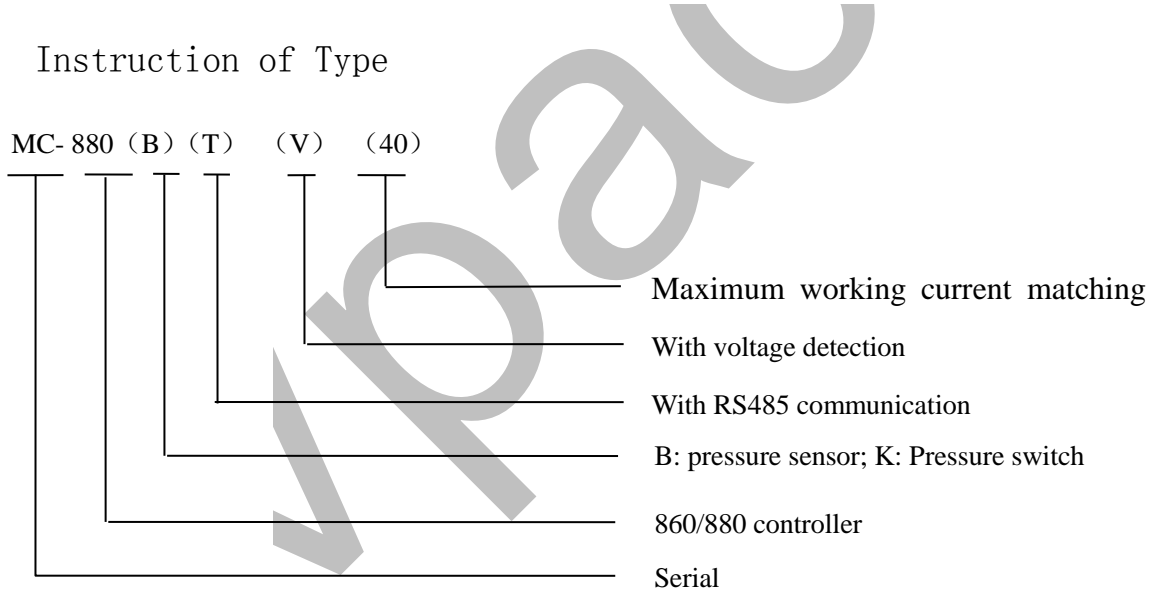 Instruction of Type
MC- 880（B）（T） （V） （40）
Maximum working current matching
With voltage detection
With RS485 communication
B: pressure sensor; K: Pressure switch
860/880 controller
Serial